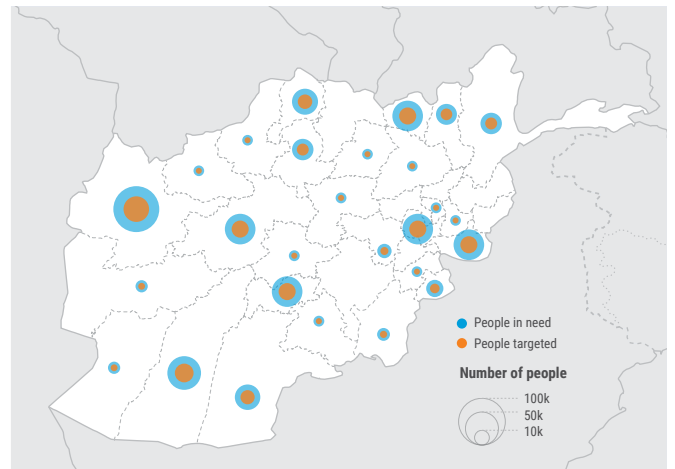 People in need
People targeted
Number of people
100k
50k
10k